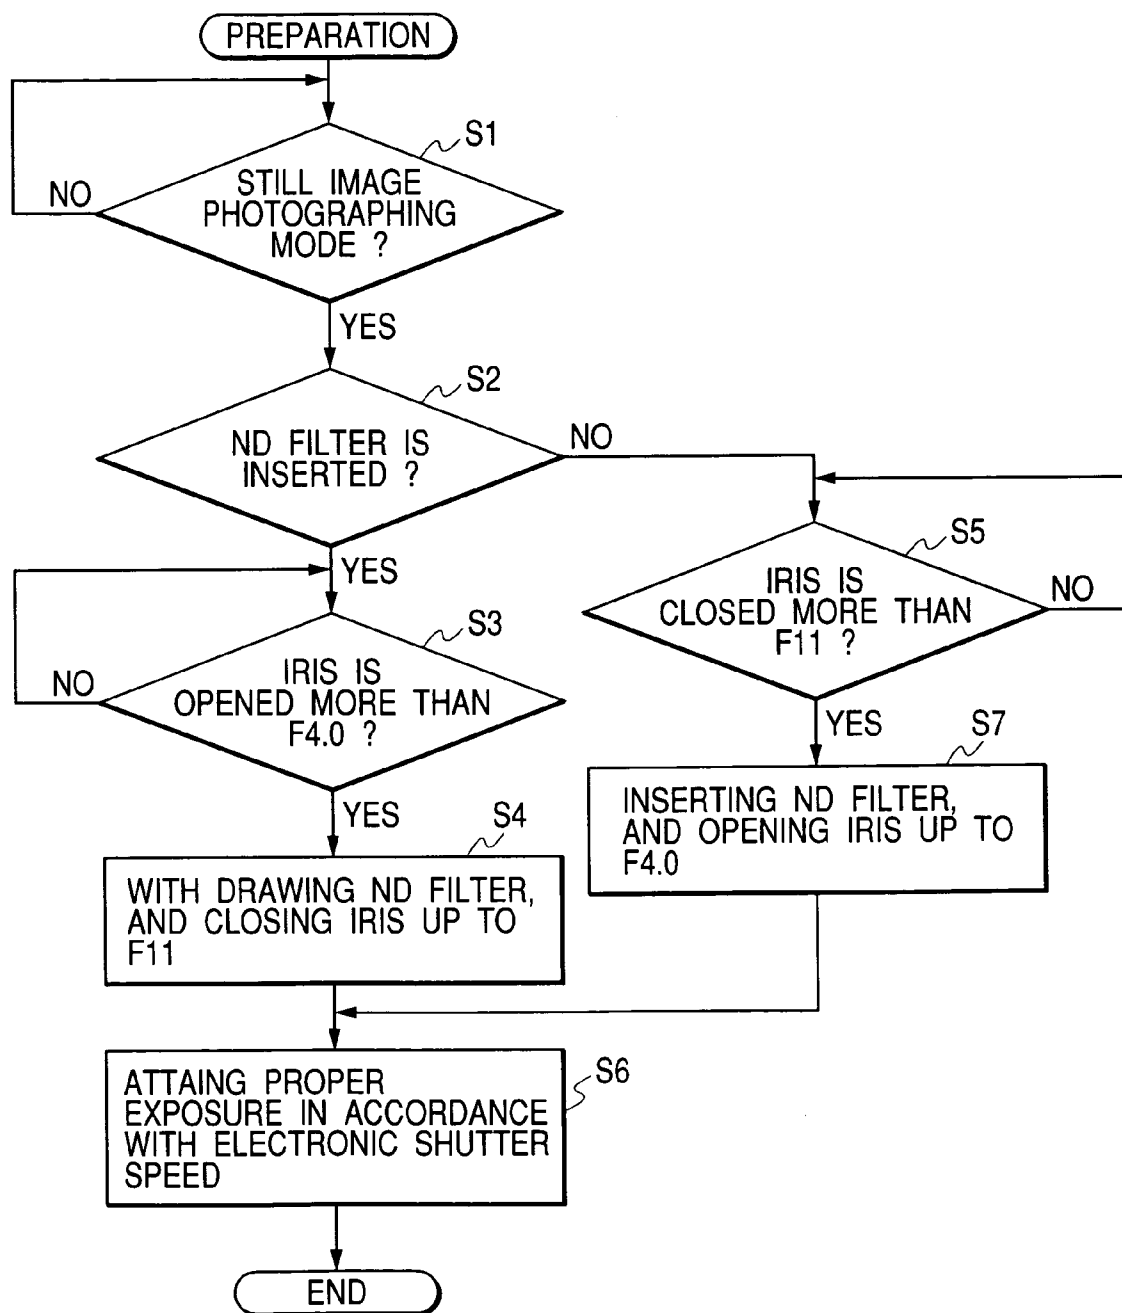 PREPARATION
S1
STILL IMAGE
PHOTOGRAPHING
MODE ?
NO
YES
S2
ND FILTER IS
INSERTED ?
NO
YES
S3
IRIS IS
OPENED MORE THAN
F4.0 ?
NO
YES
S5
IRIS IS
CLOSED MORE THAN
F11 ?
NO
YES
S4
WITH DRAWING ND FILTER,
AND CLOSING IRIS UP TO
F11
S7
INSERTING ND FILTER,
AND OPENING IRIS UP TO
F4.0
S6
ATTAING PROPER
EXPOSURE IN ACCORDANCE
WITH ELECTRONIC SHUTTER
SPEED
END